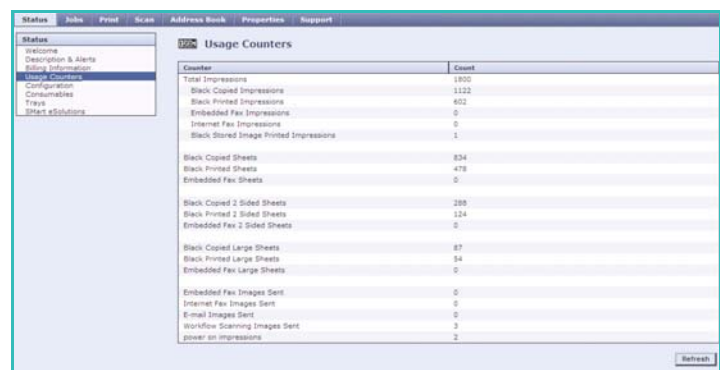 Status Jobs Print Scan Address Book Properties Support
Status
Welcome
Description & Alerts
Billing Information
Usage Counters
Configuration
Consumables
Trays
SMart eSolutions
Usage Counters
Counter Count
Total Impressions 1800
Black Copied Impressions 1122
Black Printed Impressions 602
Embedded Fax Impressions 0
Internet Fax Impressions 0
Black Stored Image Printed Impressions 1
Black Copied Sheets 834
Black Printed Sheets 478
Embedded Fax Sheets 0
Black Copied 2 Sided Sheets 288
Black Printed 2 Sided Sheets 124
Embedded Fax 2 Sided Sheets 0
Black Copied Large Sheets 87
Black Printed Large Sheets 54
Embedded Fax Large Sheets 0
Embedded Fax Images Sent 0
Internet Fax Images Sent 0
E-mail Images Sent 0
Workflow Scanning Images Sent 3
power on impressions 2
Refresh